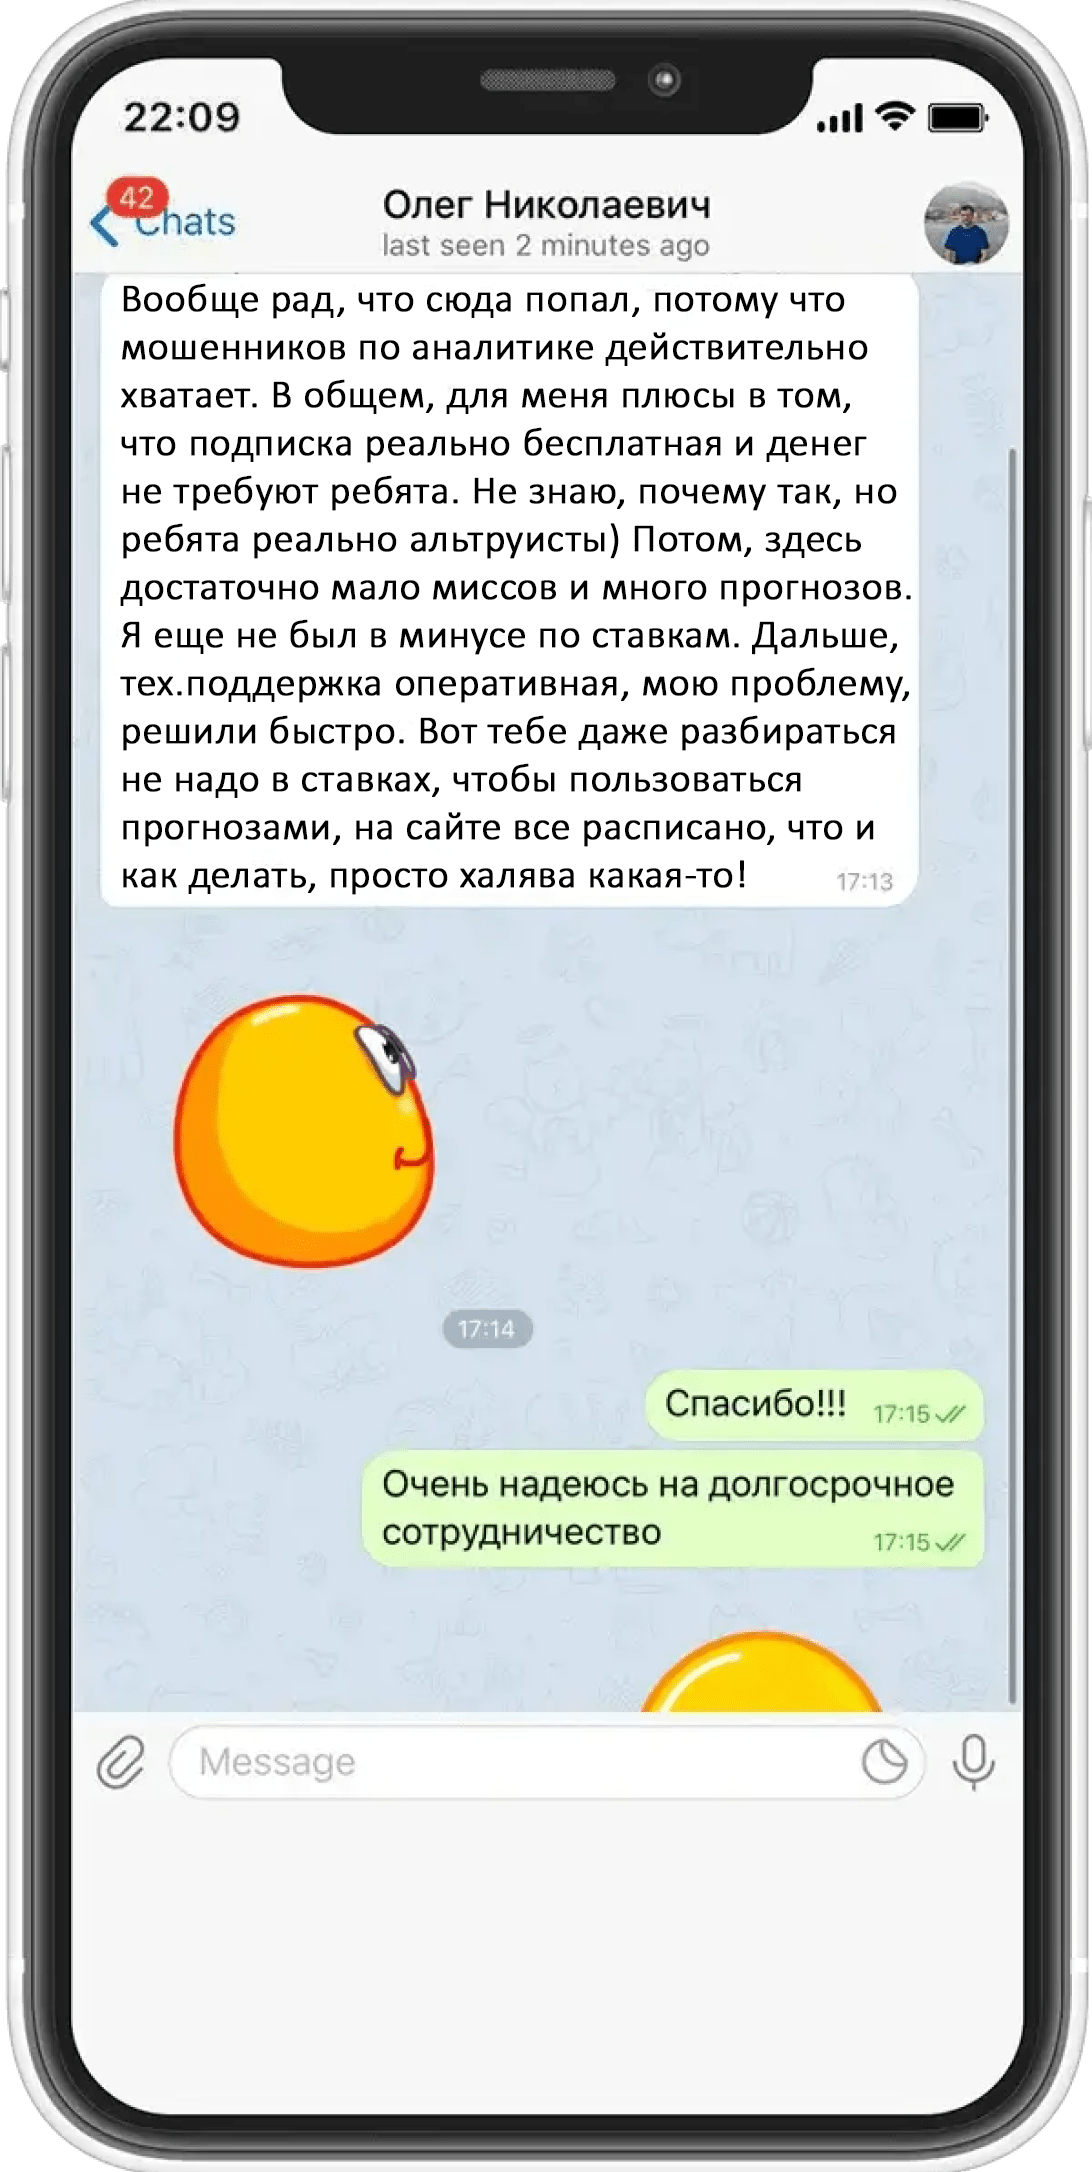 22:09
42
Chats
Олег Николаевич
last seen 2 minutes ago
Вообще рад, что сюда попал, потому что
мошенников по аналитике действительно
хватает. В общем, для меня плюсы в том,
что подписка реально бесплатная и денег
не требуют ребята. Не знаю, почему так, но
ребята реально альтруисты) Потом, здесь
достаточно мало миссов и много прогнозов.
Я еще не был в минусе по ставкам. Дальше,
тех.поддержка оперативная, мою проблему,
решили быстро. Вот тебе даже разбираться
не надо в ставках, чтобы пользоваться
прогнозами, на сайте все расписано, что и
как делать, просто халява какая-то!
17:13
17:14
Спасибо!!!
17:15
Очень надеюсь на долгосрочное
сотрудничество
17:15
Message